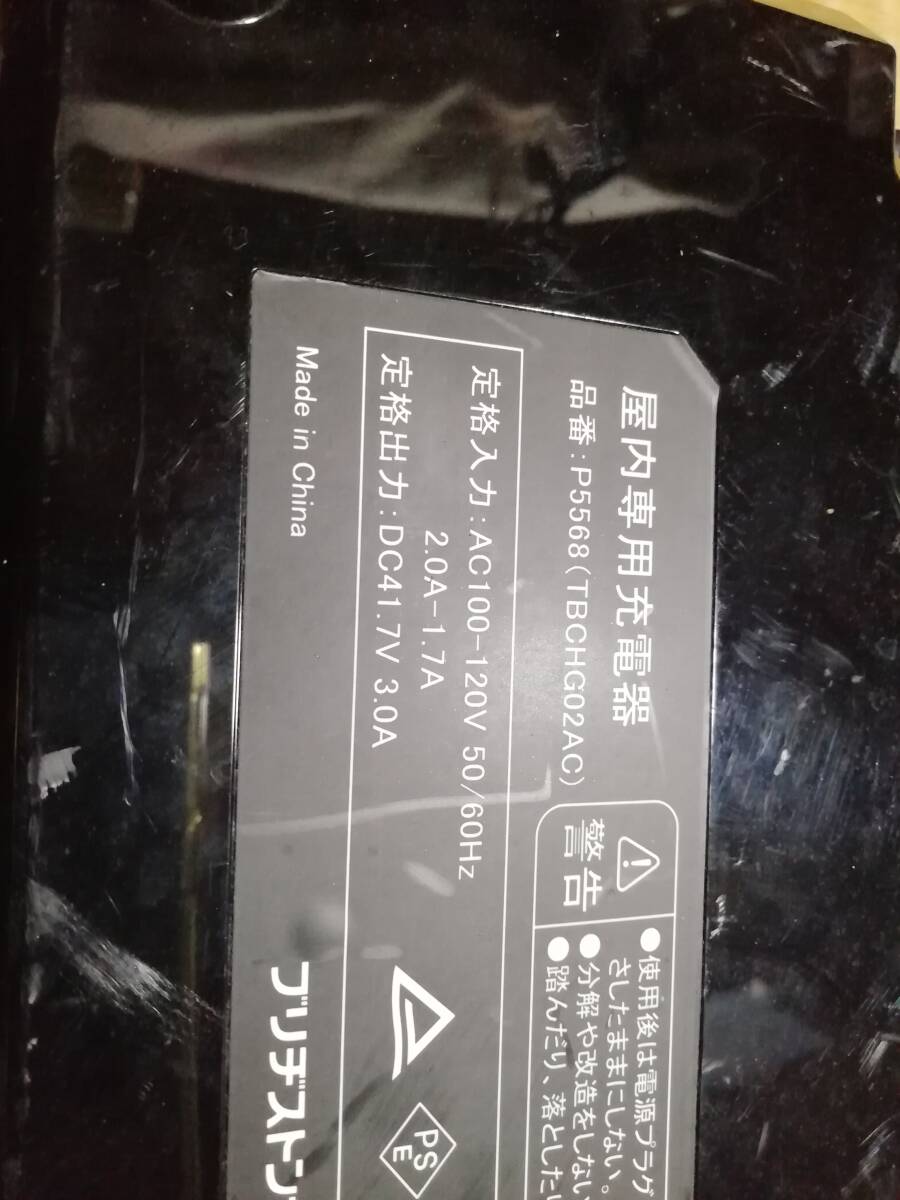 屋内専用充電器
品番:P5568(TBCHG02AC)
警告
●使用後は電源プラグ
さしたままにしない。
●分解や改造をしない
●踏んだり、落とした
定格入力:AC100-120V 50/60Hz
2.0A-1.7A
定格出力:DC41.7V 3.0A
PS
E
Made in China
ブリヂストン